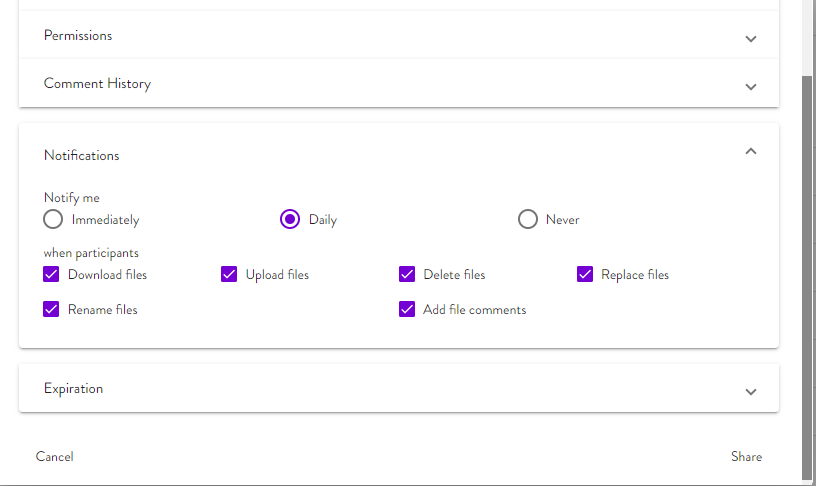 Permissions
Comment History
Notifications
Notify me
Immediately Daily Never
when participants
Download files Upload files Delete files Replace files
Rename files Add file comments
Expiration
Cancel Share